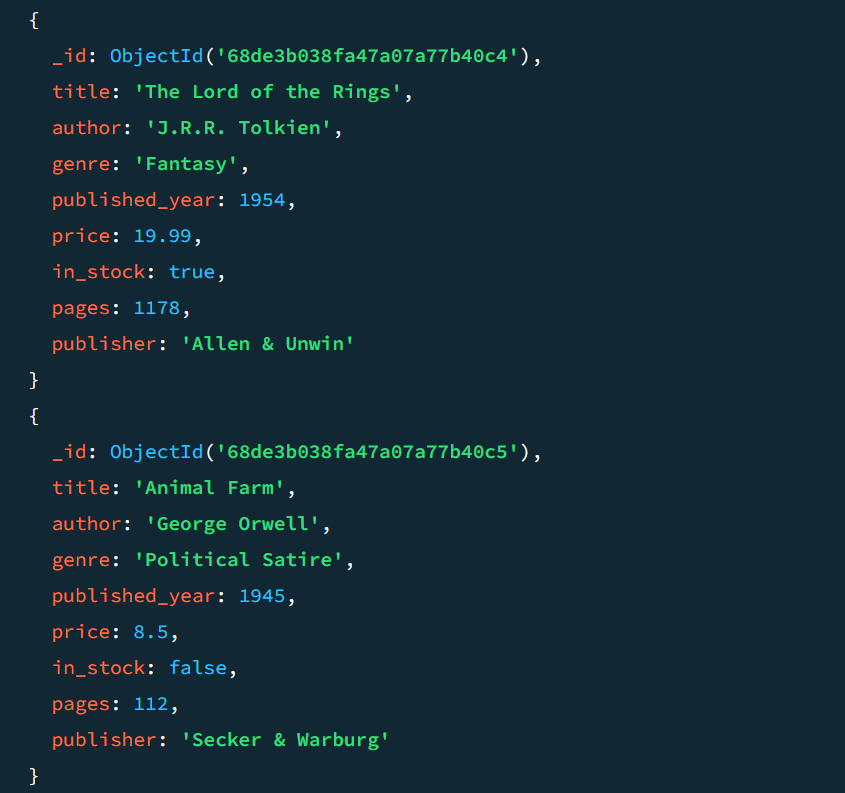 {
_id: ObjectId('68de3b038fa47a07a77b40c4'),
title: 'The Lord of the Rings',
author: 'J.R.R. Tolkien',
genre: 'Fantasy',
published_year: 1954,
price: 19.99,
in_stock: true,
pages: 1178,
publisher: 'Allen & Unwin'
}
{
_id: ObjectId('68de3b038fa47a07a77b40c5'),
title: 'Animal Farm',
author: 'George Orwell',
genre: 'Political Satire',
published_year: 1945,
price: 8.5,
in_stock: false,
pages: 112,
publisher: 'Secker & Warburg'
}